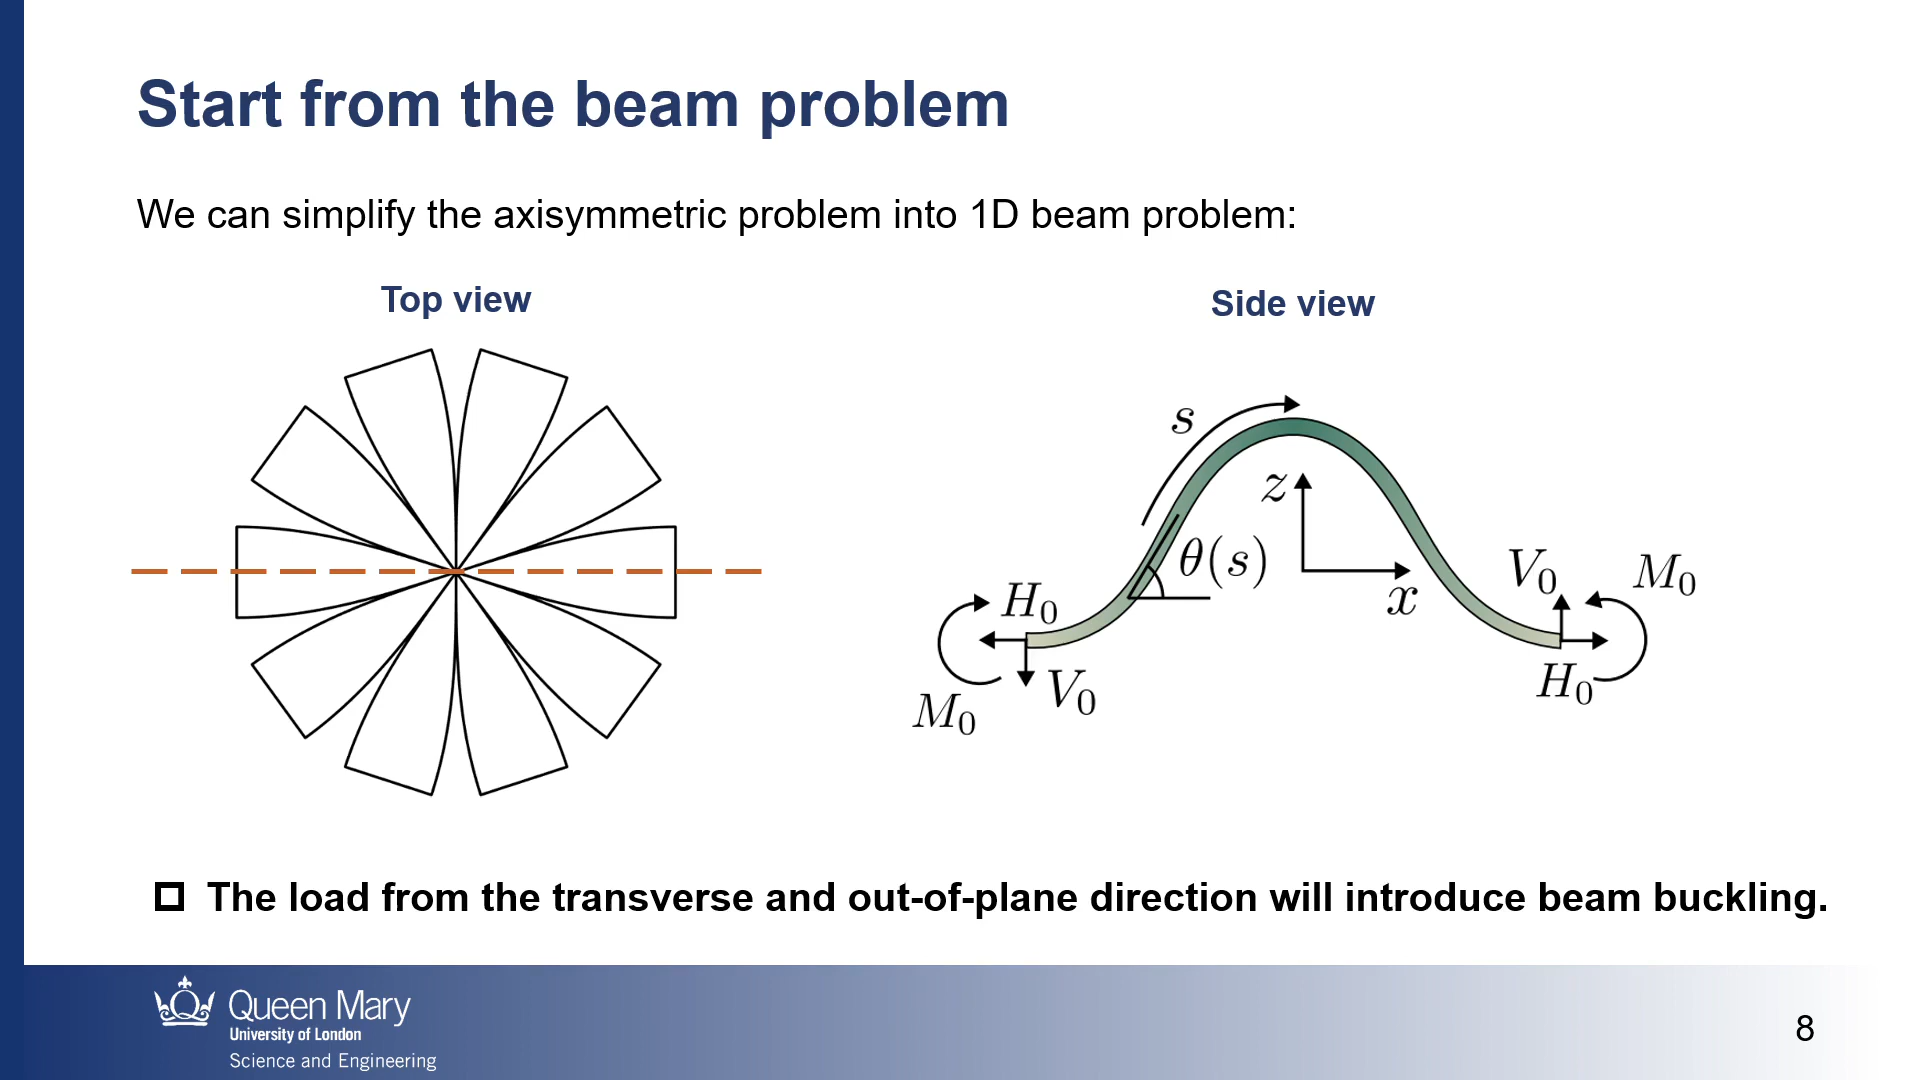 Start from the beam problem
We can simplify the axisymmetric problem into 1D beam problem:
Top view
Side view
s
z
θ(s)
x
H₀
V₀
M₀
V₀
M₀
H₀
The load from the transverse and out-of-plane direction will introduce beam buckling.
Queen Mary
University of London
Science and Engineering
8